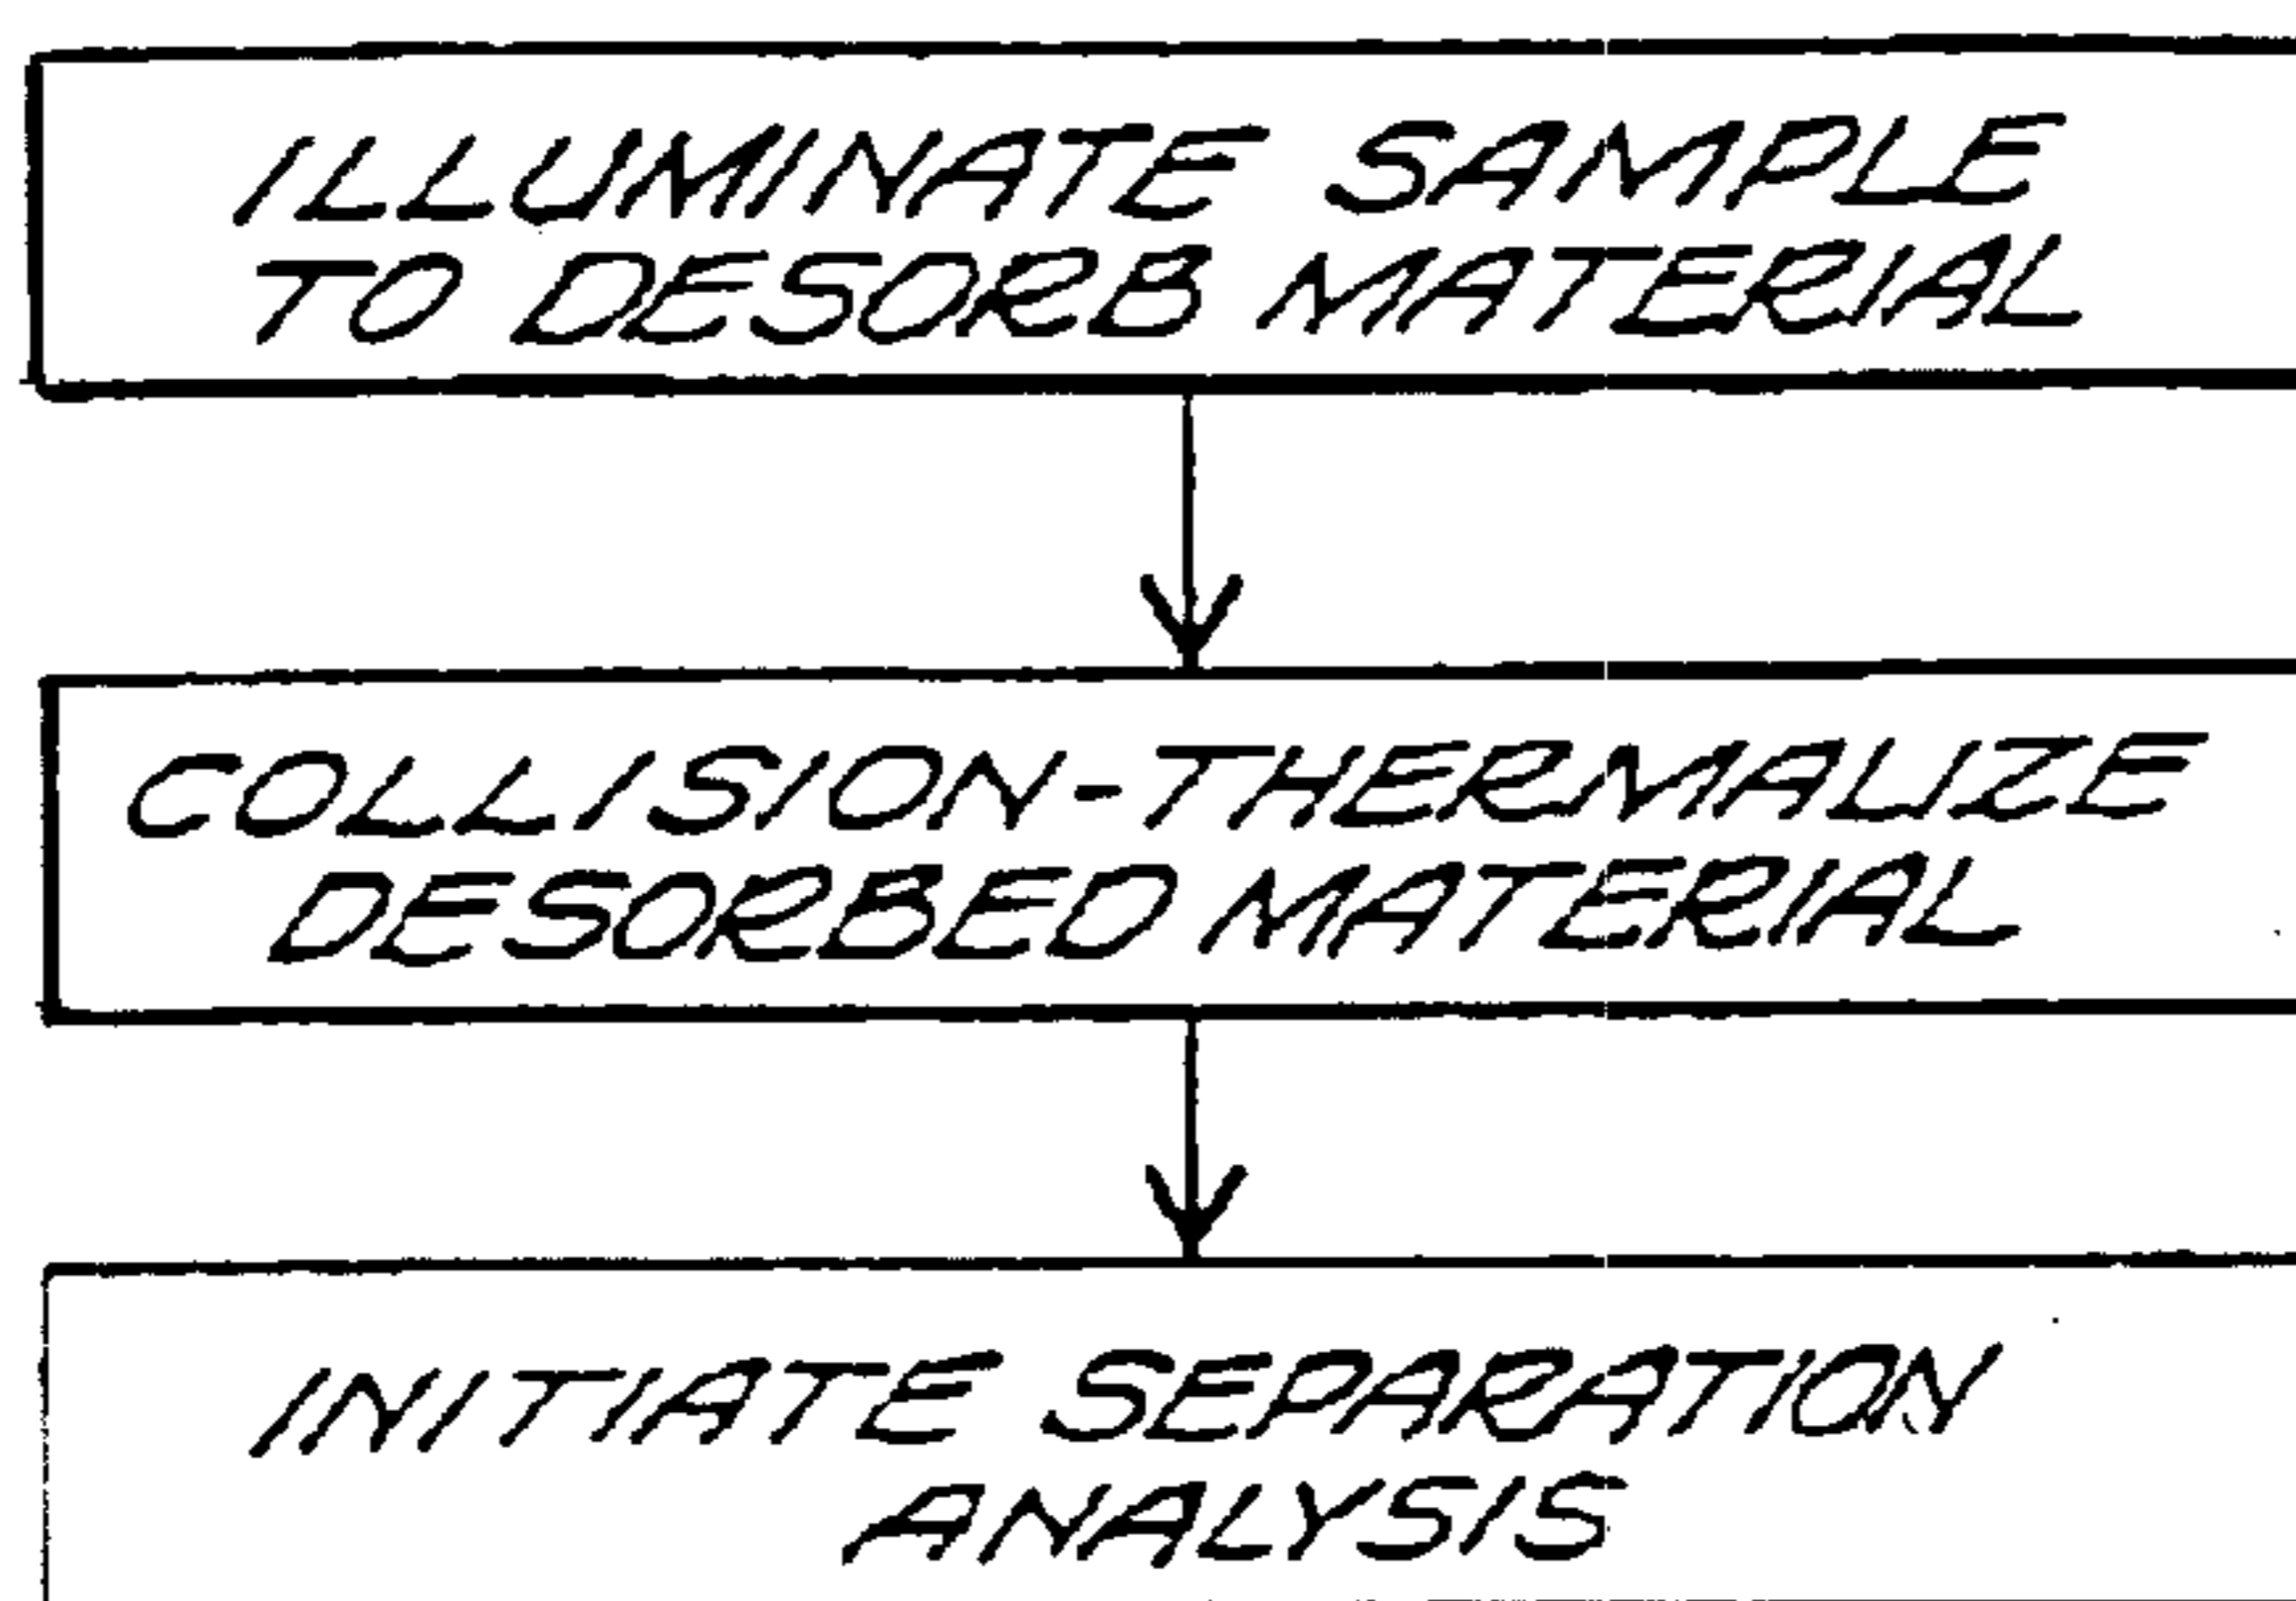 ILLUMINATE SAMPLE
TO DESORB MATERIAL
COLLISION-THERMALIZE
DESORBED MATERIAL
INITIATE SEPARATION
ANALYSIS